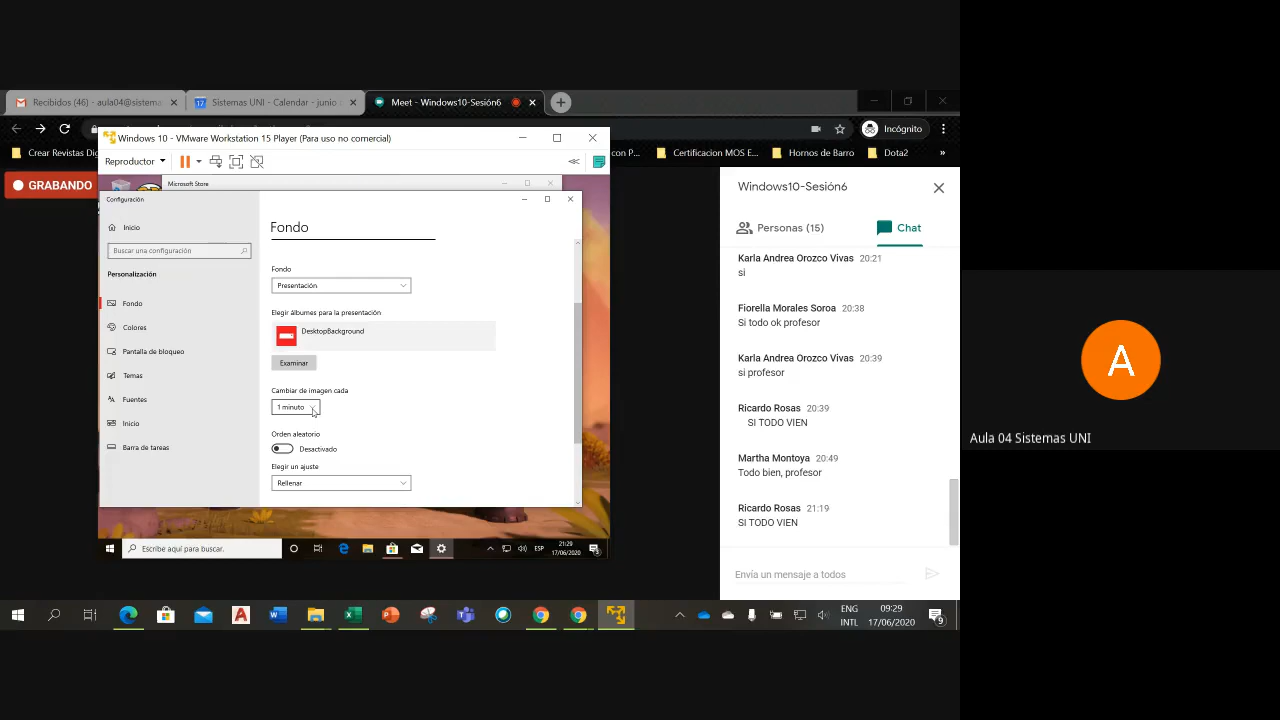 Recibidos (46) - aula04@sistema
Sistemas UNI - Calendar - junio
Meet - Windows10-Sesión6
Incógnito
Crear Revistas Dig
con P...
Certificacion MOS E...
Hornos de Barro
Dota2
»
Windows 10 - VMware Workstation 15 Player (Para uso no comercial)
Reproductor
GRABANDO
Microsoft Store
Configuración
Inicio
Buscar una configuración
Personalización
Fondo
Colores
Pantalla de bloqueo
Temas
Fuentes
Inicio
Barra de tareas
Fondo
Fondo
Presentación
Elegir álbumes para la presentación
DesktopBackground
Examinar
Cambiar de imagen cada
1 minuto
Orden aleatorio
Desactivado
Elegir un ajuste
Rellenar
Escribe aquí para buscar.
ESP
21:29
17/06/2020
Windows10-Sesión6
Personas (15)
Chat
Karla Andrea Orozco Vivas 20:21
si
Fiorella Morales Soroa 20:38
Si todo ok profesor
Karla Andrea Orozco Vivas 20:39
si profesor
Ricardo Rosas 20:39
SI TODO VIEN
Martha Montoya 20:49
Todo bien, profesor
Ricardo Rosas 21:19
SI TODO VIEN
Envía un mensaje a todos
A
Aula 04 Sistemas UNI
ENG
INTL
09:29
17/06/2020
9